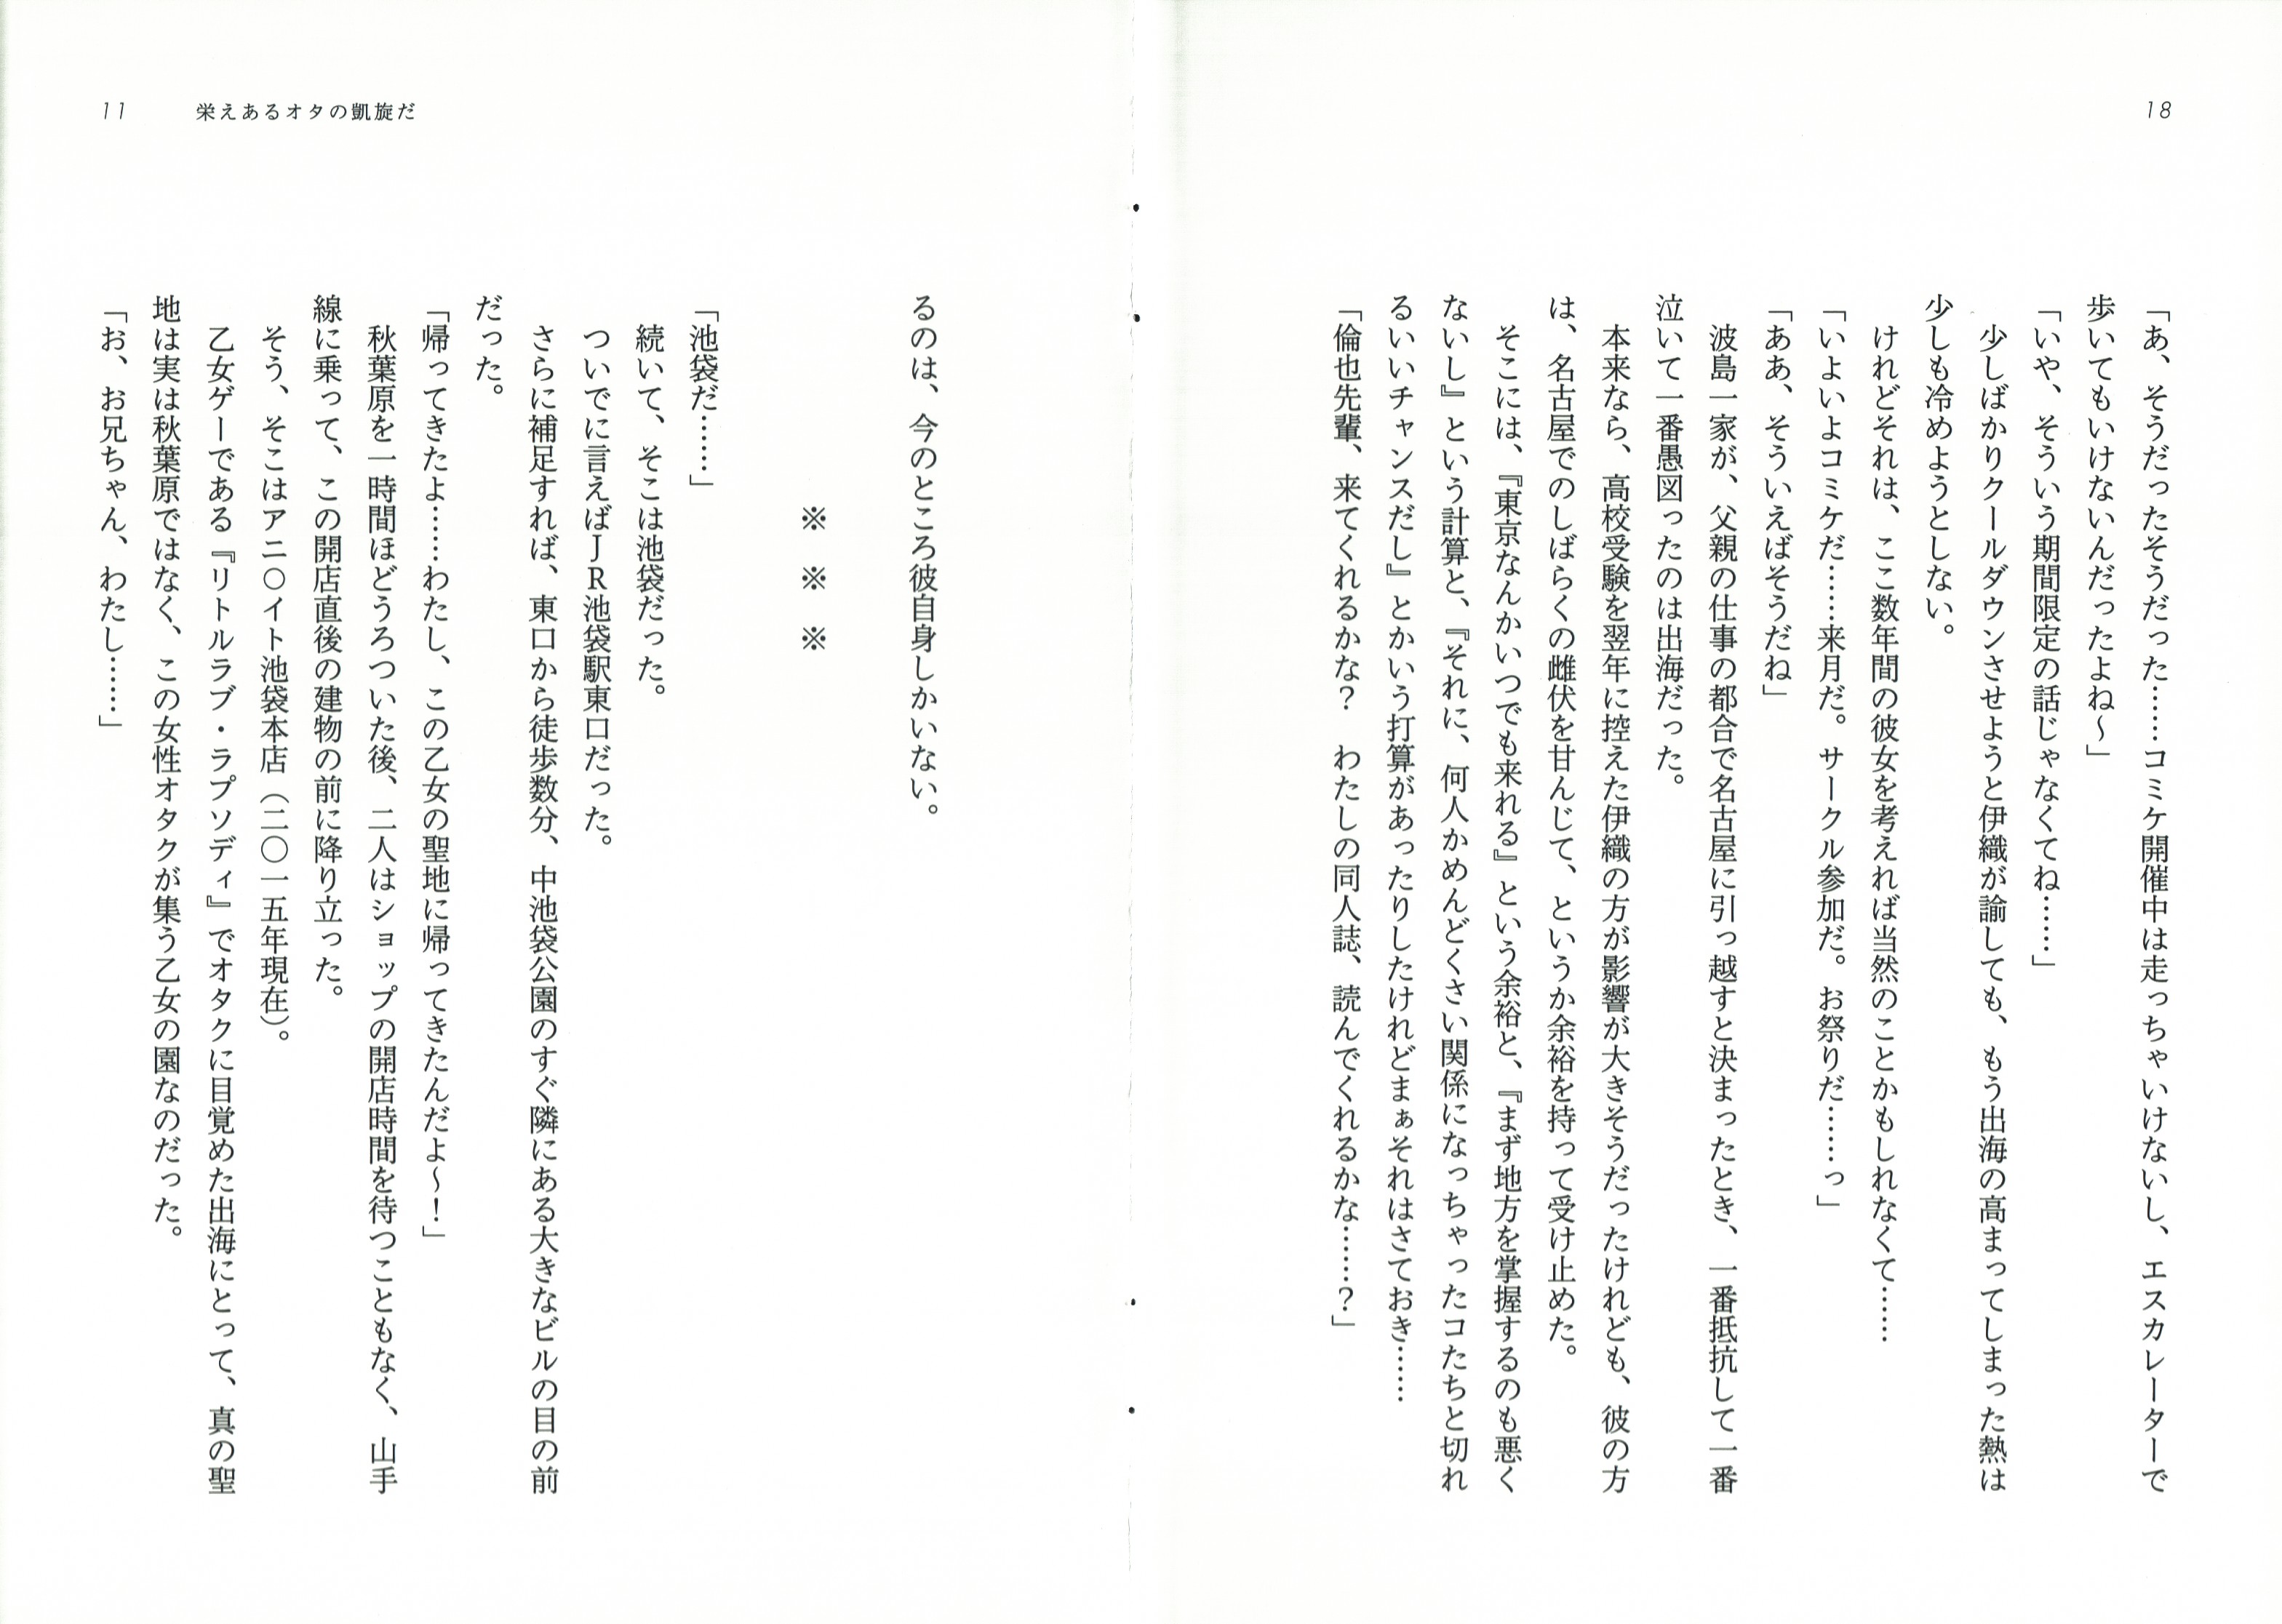 18
「あ、そうだったそうだった……コミケ開催中は走っちゃいけないし、エスカレーターで
歩いてもいけないんだったよね～」
「いや、そういう期間限定の話じゃなくてね……」
少しばかりクールダウンさせようと伊織が諭しても、もう出海の高まってしまった熱は
少しも冷めようとしない。
けれどそれは、ここ数年間の彼女を考えれば当然のことかもしれなくて……
「いよいよコミケだ……来月だ。サークル参加だ。お祭りだ……っ」
「ああ、そういえばそうだね」
波島一家が、父親の仕事の都合で名古屋に引っ越すと決まったとき、一番抵抗して一番
泣いて一番愚図ったのは出海だった。
本来なら、高校受験を翌年に控えた伊織の方が影響が大きそうだったけれども、彼の方
は、名古屋でのしばらくの雌伏を甘んじて、というか余裕を持って受け止めた。
そこには、『東京なんかいつでも来れる』という余裕と、『まず地方を掌握するのも悪く
ないし』という計算と、『それに、何人かめんどくさい関係になっちゃったコたちと切れ
るいいチャンスだし』とかいう打算があったりしたけれどまぁそれはさておき……
「倫也先輩、来てくれるかな？　わたしの同人誌、読んでくれるかな……？」
11　栄えあるオタの凱旋だ
るのは、今のところ彼自身しかいない。
※　※　※
「池袋だ……」
続いて、そこは池袋だった。
ついでに言えばＪＲ池袋駅東口だった。
さらに補足すれば、東口から徒歩数分、中池袋公園のすぐ隣にある大きなビルの目の前
だった。
「帰ってきたよ……わたし、この乙女の聖地に帰ってきたんだよ～！」
秋葉原を一時間ほどうろついた後、二人はショップの開店時間を待つこともなく、山手
線に乗って、この開店直後の建物の前に降り立った。
そう、そこはアニ○イト池袋本店（二〇一五年現在）。
乙女ゲーである『リトルラブ・ラプソディ』でオタクに目覚めた出海にとって、真の聖
地は実は秋葉原ではなく、この女性オタクが集う乙女の園なのだった。
「お、お兄ちゃん、わたし……」